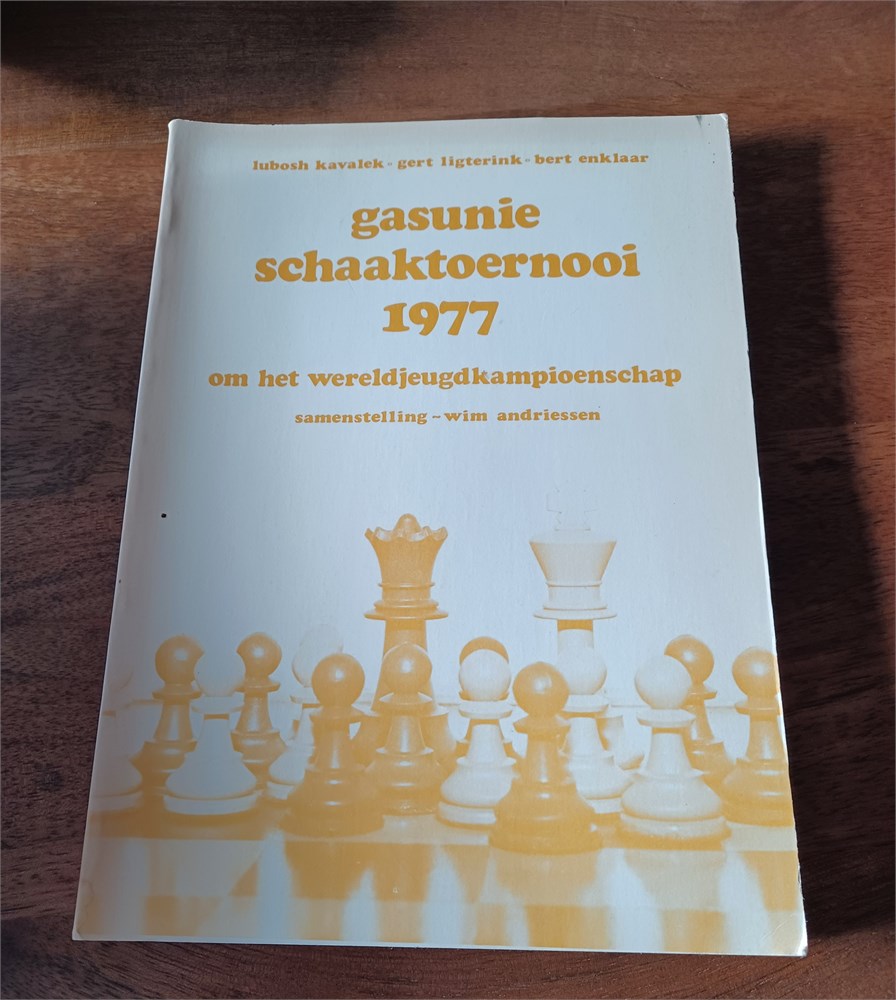 lubosh kavalek - gert ligterink - bert enklaar
gasunie
schaaktoernooi
1977
om het wereldjeugdkampioenschap
samenstelling - wim andriessen